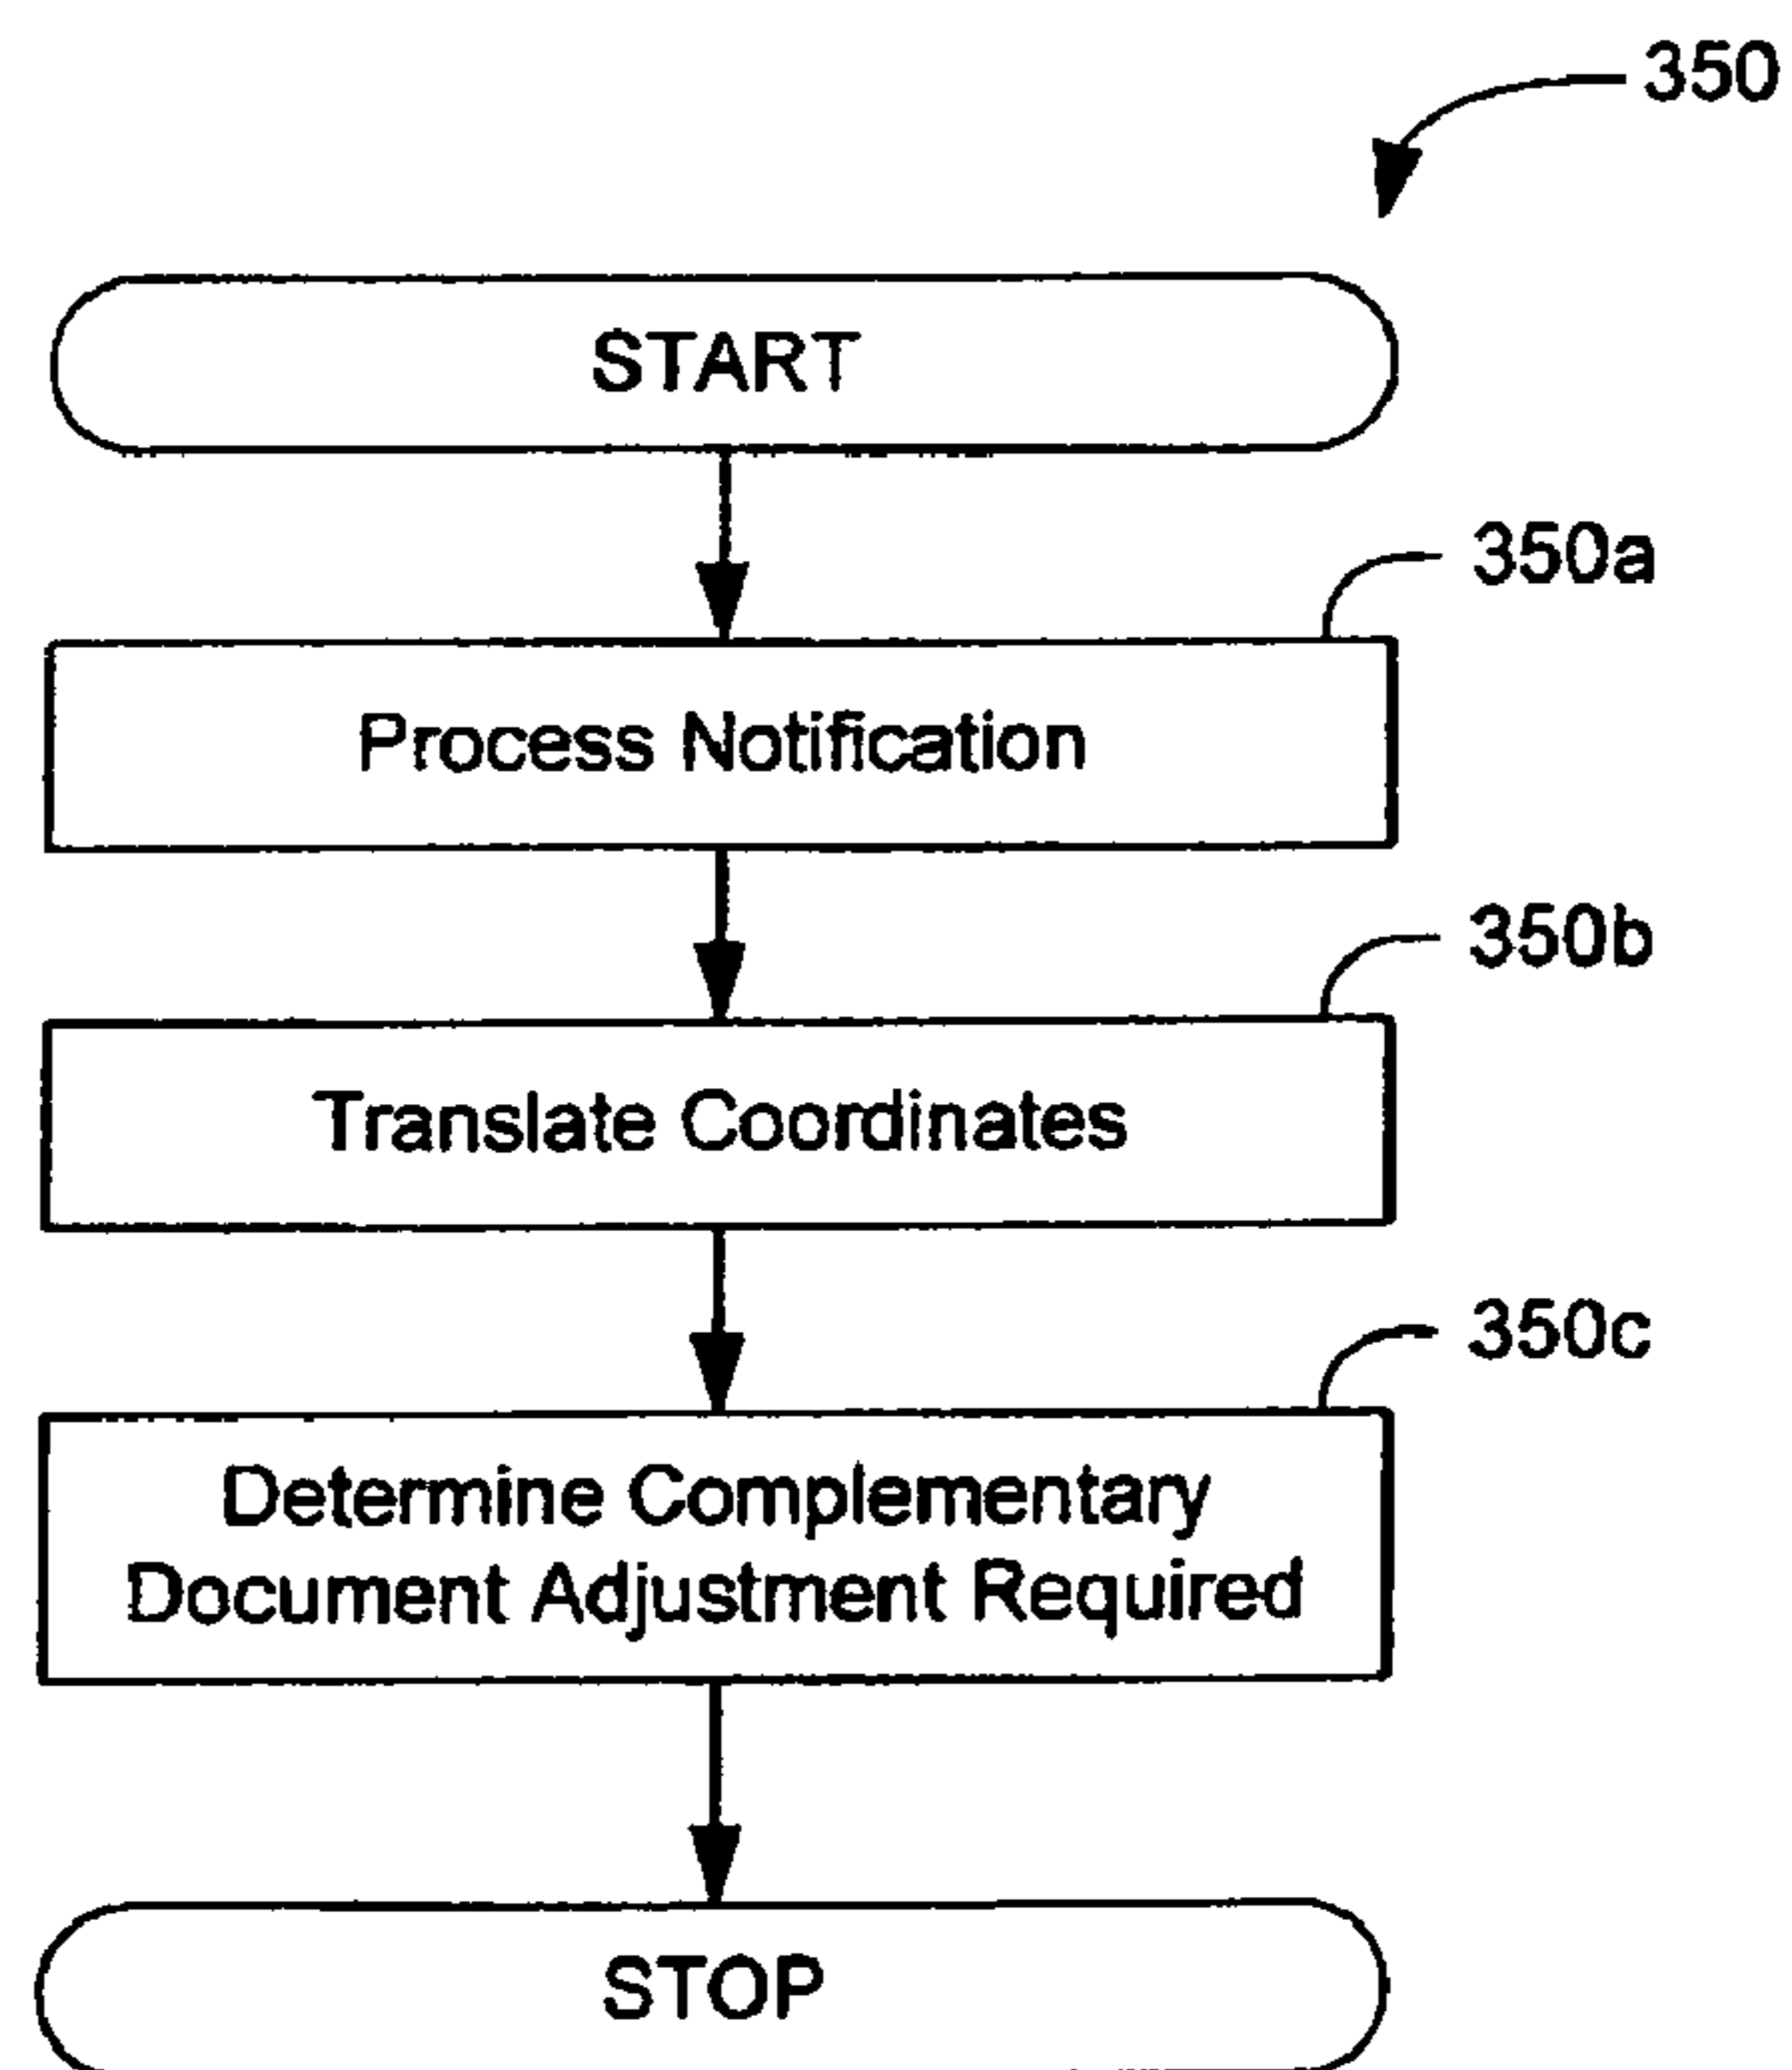 350
START
350a
Process Notification
350b
Translate Coordinates
350c
Determine Complementary
Document Adjustment Required
STOP